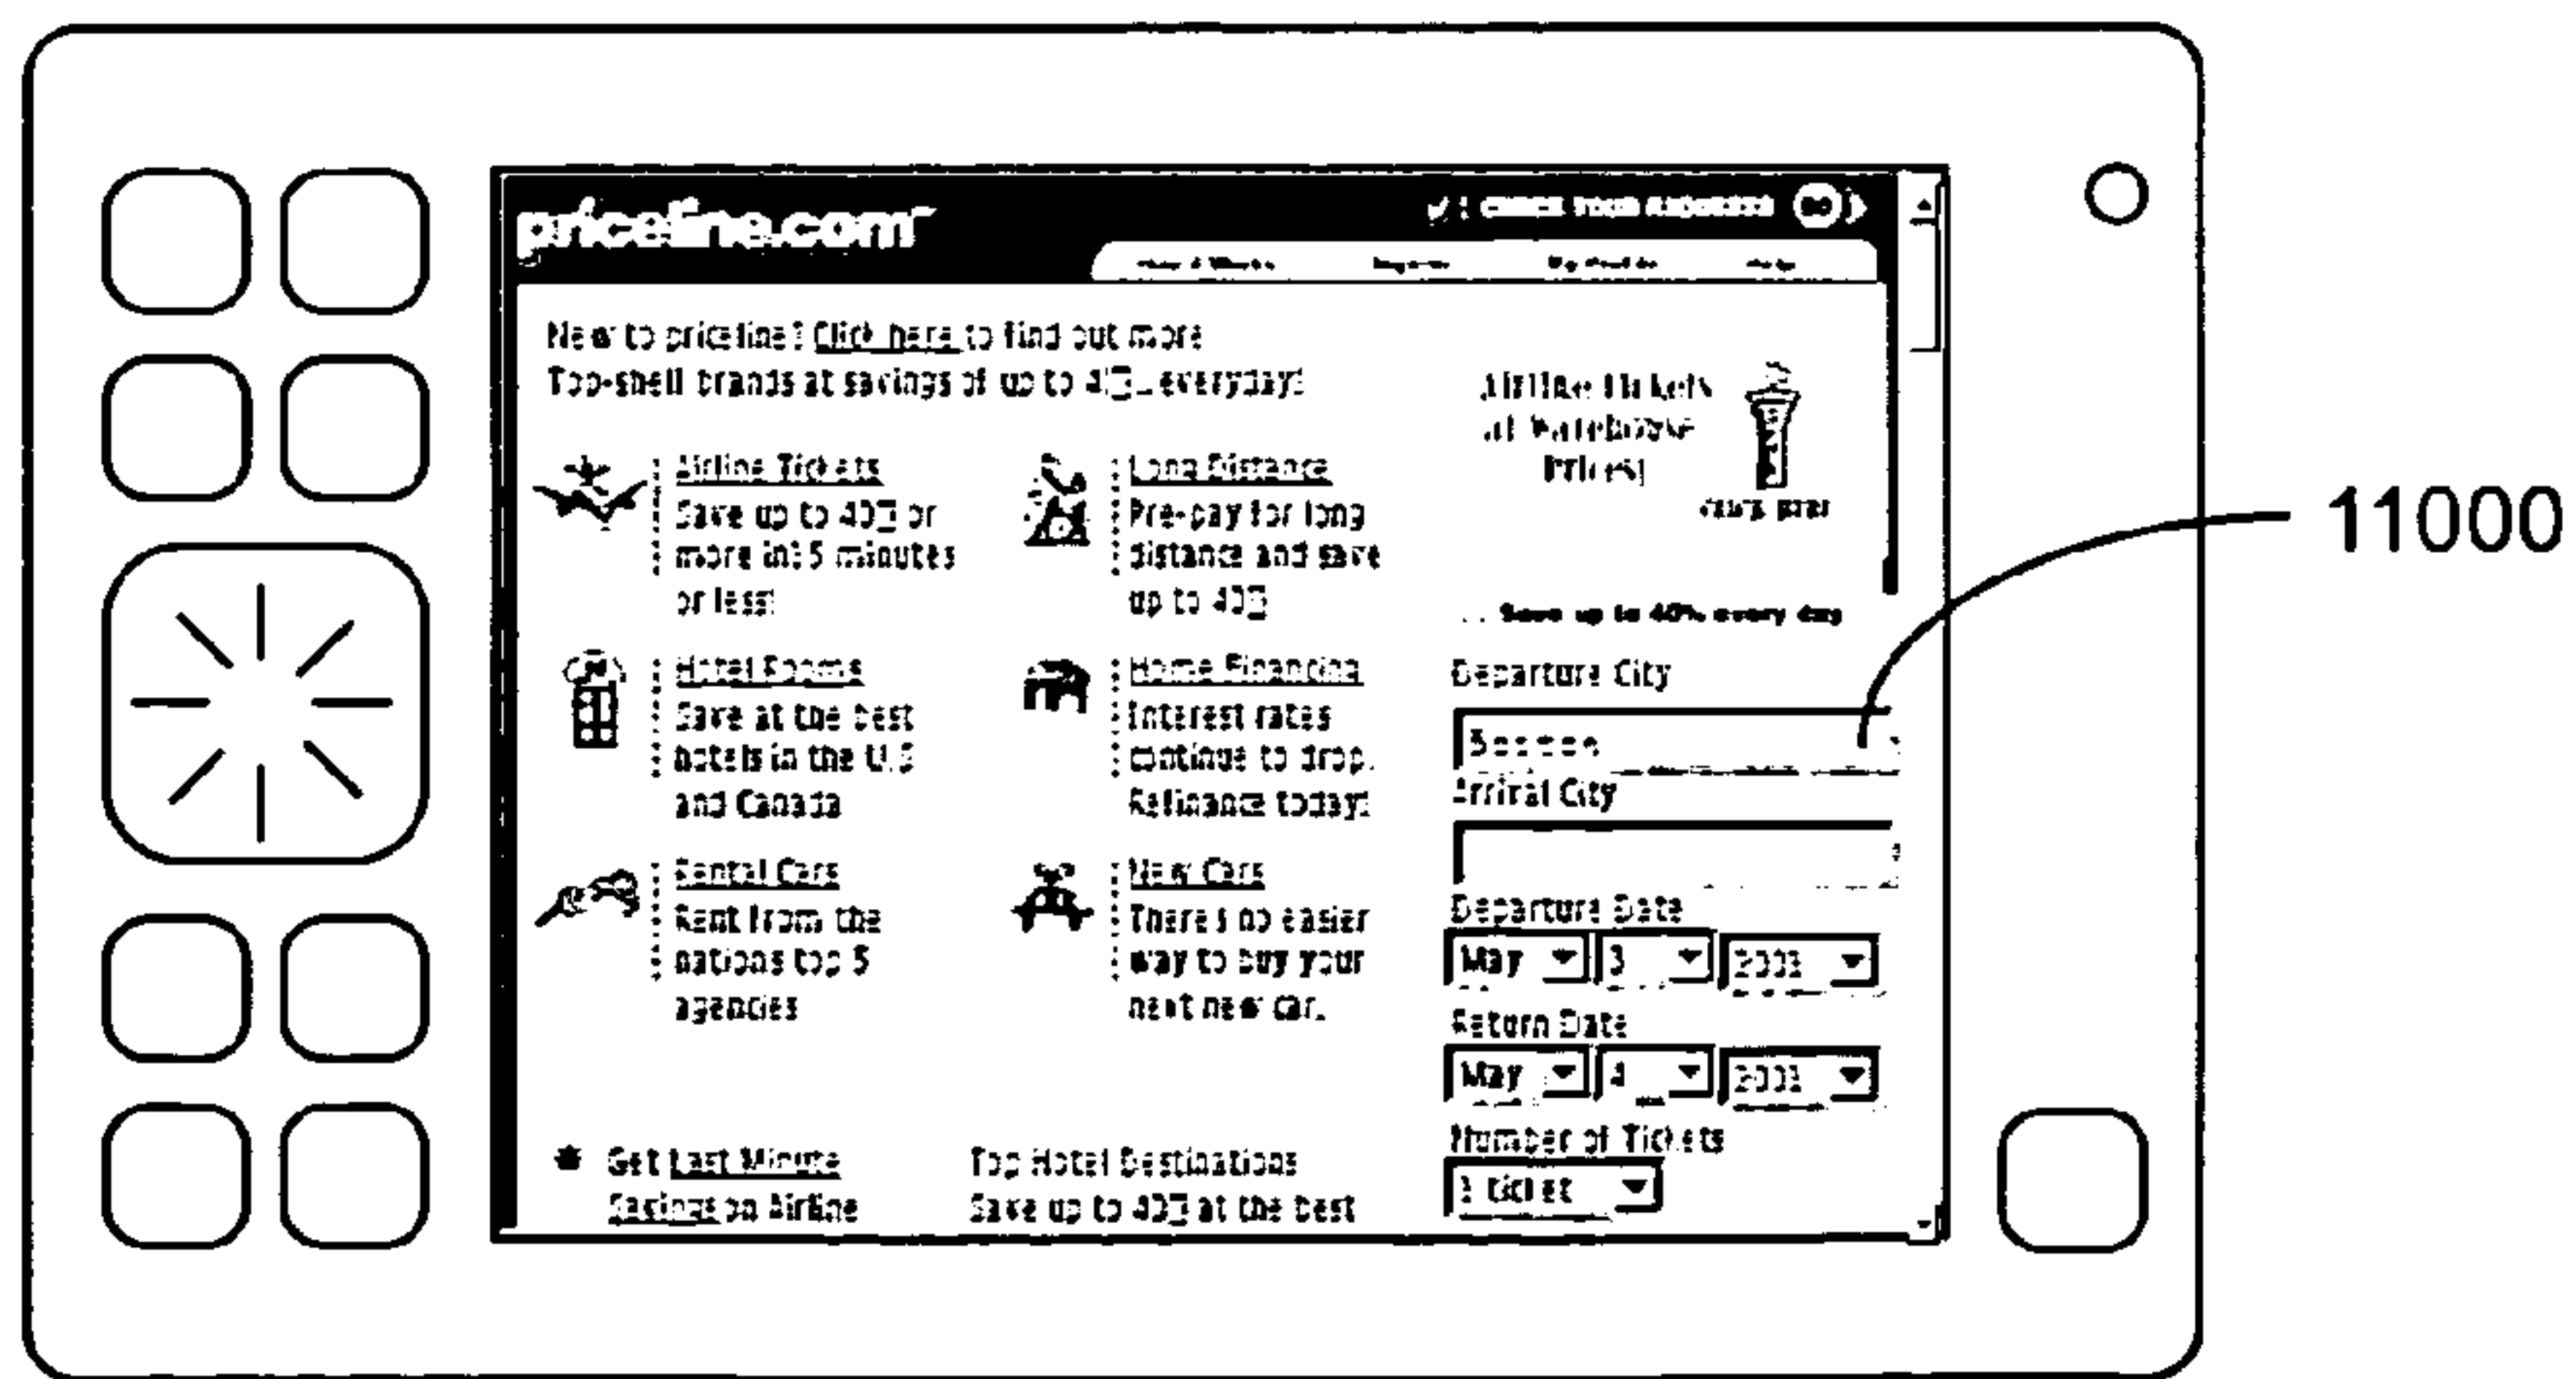 priceline.com
CHECK YOUR REQUESTS GO
New to priceline? Click here to find out more
Top-shelf brands at savings of up to everyday!
Airline Tickets
at Warehouse
Prices!
Airline Tickets
Save up to 40 or
more in 15 minutes
or less!
Long Distance
Pre-pay for long
distance and save
up to 40
Save up to 40% every day
Hotel Rooms
Save at the best
hotels in the U.S
and Canada
Home Financing
Interest rates
continue to drop.
Refinance today!
Rental Cars
Rent from the
nations top 5
agencies
New Cars
There's no easier
way to buy your
next new car.
Get Last Minute
Savings on Airline
Top Hotel Destinations
Save up to 40 at the best
Departure City
Arrival City
Departure Date
May 3
Return Date
May 4
Number of Tickets
1 ticket
11000